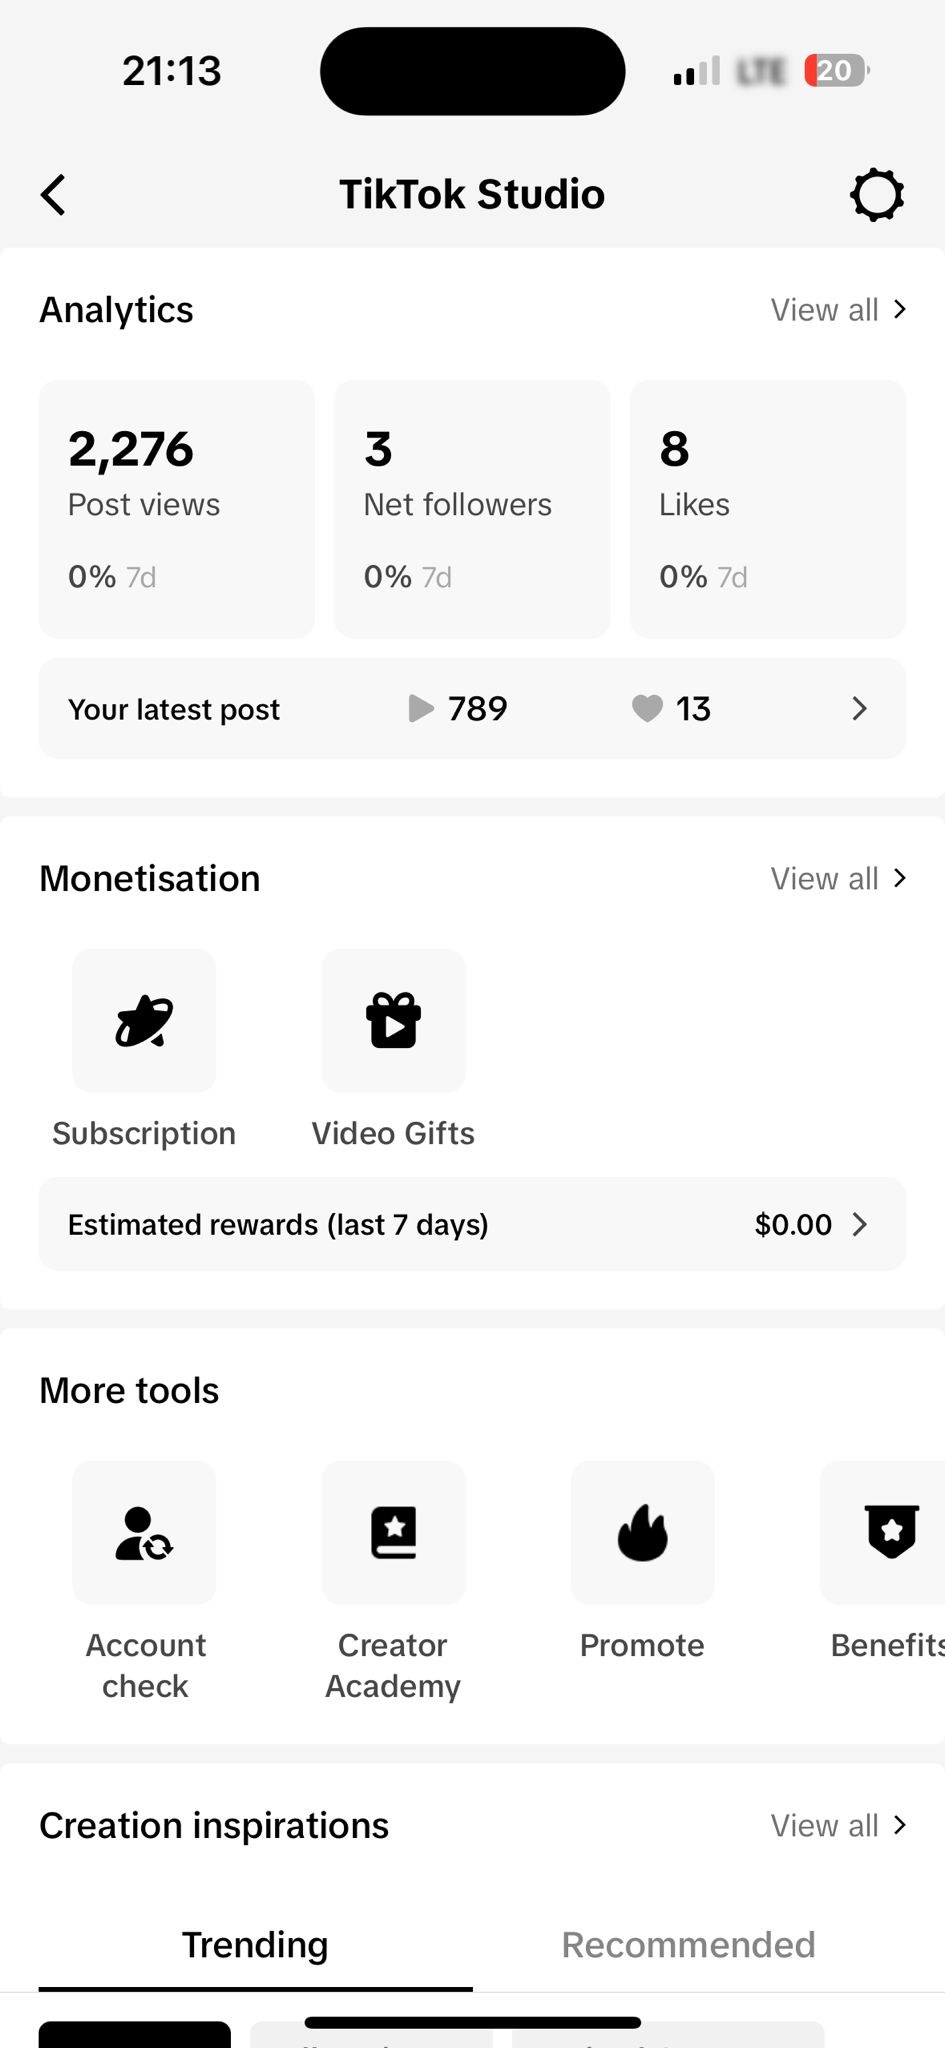 21:13
LTE
20
TikTok Studio
Analytics
View all
2,276
Post views
0% 7d
3
Net followers
0% 7d
8
Likes
0% 7d
Your latest post
789
13
Monetisation
View all
Subscription
Video Gifts
Estimated rewards (last 7 days)
$0.00
More tools
Account
check
Creator
Academy
Promote
Benefits
Creation inspirations
View all
Trending
Recommended